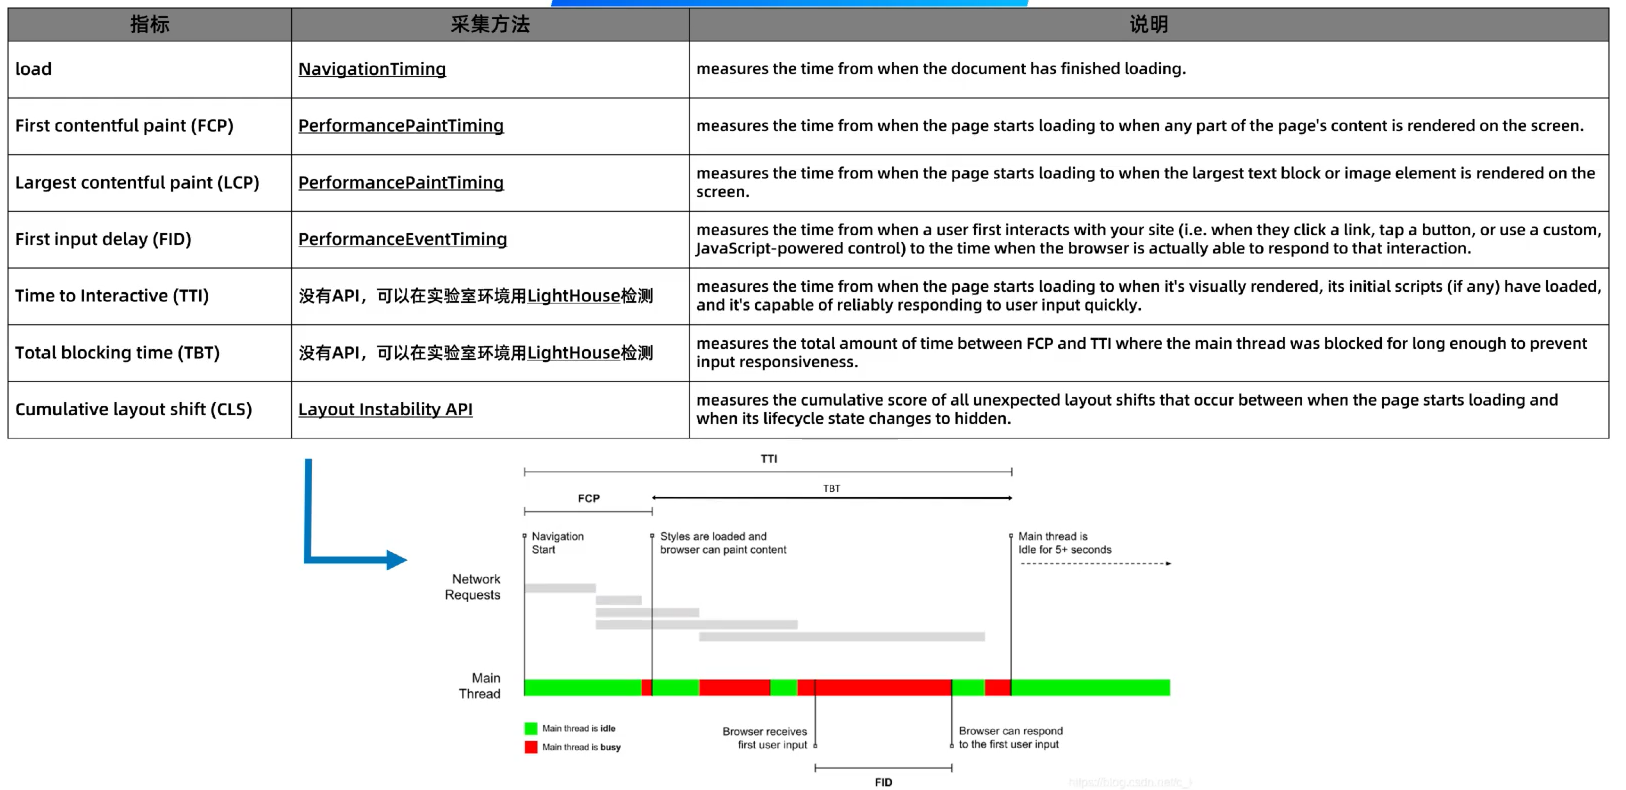 指标
采集方法
说明
load
NavigationTiming
measures the time from when the document has finished loading.
First contentful paint (FCP)
PerformancePaintTiming
measures the time from when the page starts loading to when any part of the page's content is rendered on the screen.
Largest contentful paint (LCP)
PerformancePaintTiming
measures the time from when the page starts loading to when the largest text block or image element is rendered on the
screen.
First input delay (FID)
PerformanceEventTiming
measures the time from when a user first interacts with your site (i.e. when they click a link, tap a button, or use a custom,
JavaScript-powered control) to the time when the browser is actually able to respond to that interaction.
Time to Interactive (TTI)
没有API，可以在实验室环境用LightHouse检测
measures the time from when the page starts loading to when it's visually rendered, its initial scripts (if any) have loaded,
and it's capable of reliably responding to user input quickly.
Total blocking time (TBT)
没有API，可以在实验室环境用LightHouse检测
measures the total amount of time between FCP and TTI where the main thread was blocked for long enough to prevent
input responsiveness.
Cumulative layout shift (CLS)
Layout Instability API
measures the cumulative score of all unexpected layout shifts that occur between when the page starts loading and
when its lifecycle state changes to hidden.
TTI
TBT
FCP
Navigation
Start
Styles are loaded and
browser can paint content
Main thread is
Idle for 5+ seconds
Network
Requests
Main
Thread
Main thread is idle
Main thread is busy
Browser receives
first user input
Browser can respond
to the first user input
FID